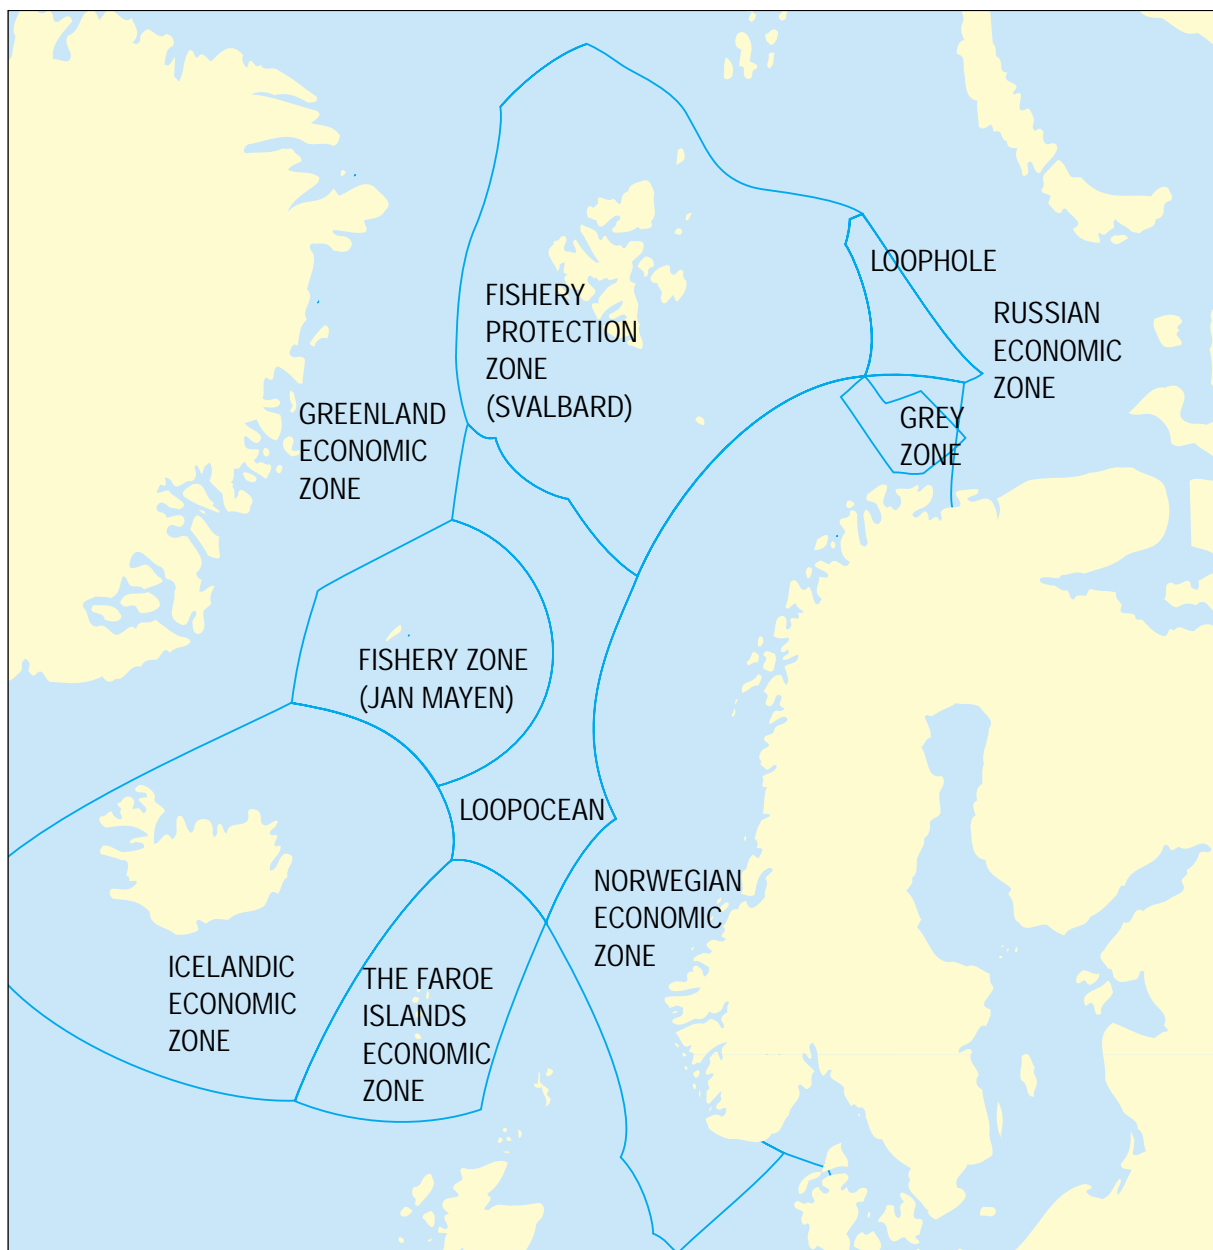 LOOPHOLE
FISHERY
PROTECTION
ZONE
(SVALBARD)
RUSSIAN
ECONOMIC
ZONE
GREENLAND
ECONOMIC
ZONE
GREY
ZONE
FISHERY ZONE
(JAN MAYEN)
LOOPOCEAN
NORWEGIAN
ECONOMIC
ZONE
ICELANDIC
ECONOMIC
ZONE
THE FAROE
ISLANDS
ECONOMIC
ZONE